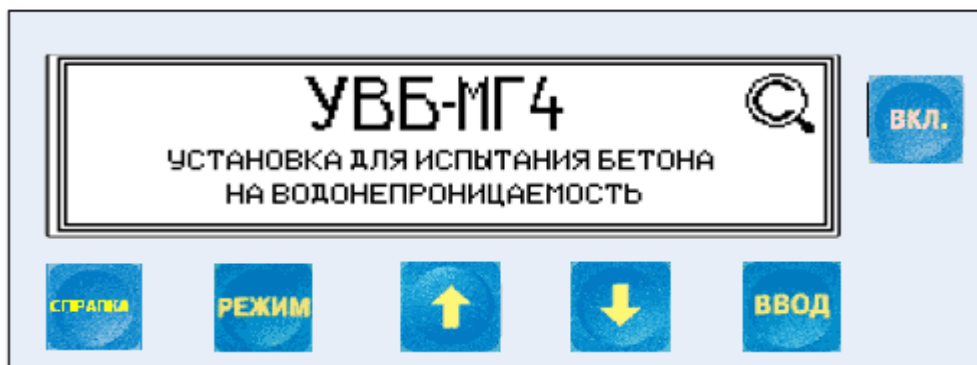 УВБ-МГ4
УСТАНОВКА ДЛЯ ИСПЫТАНИЯ БЕТОНА
НА ВОДОНЕПРОНИЦАЕМОСТЬ
ВКЛ.
СПРАВКА
РЕЖИМ
ВВОД